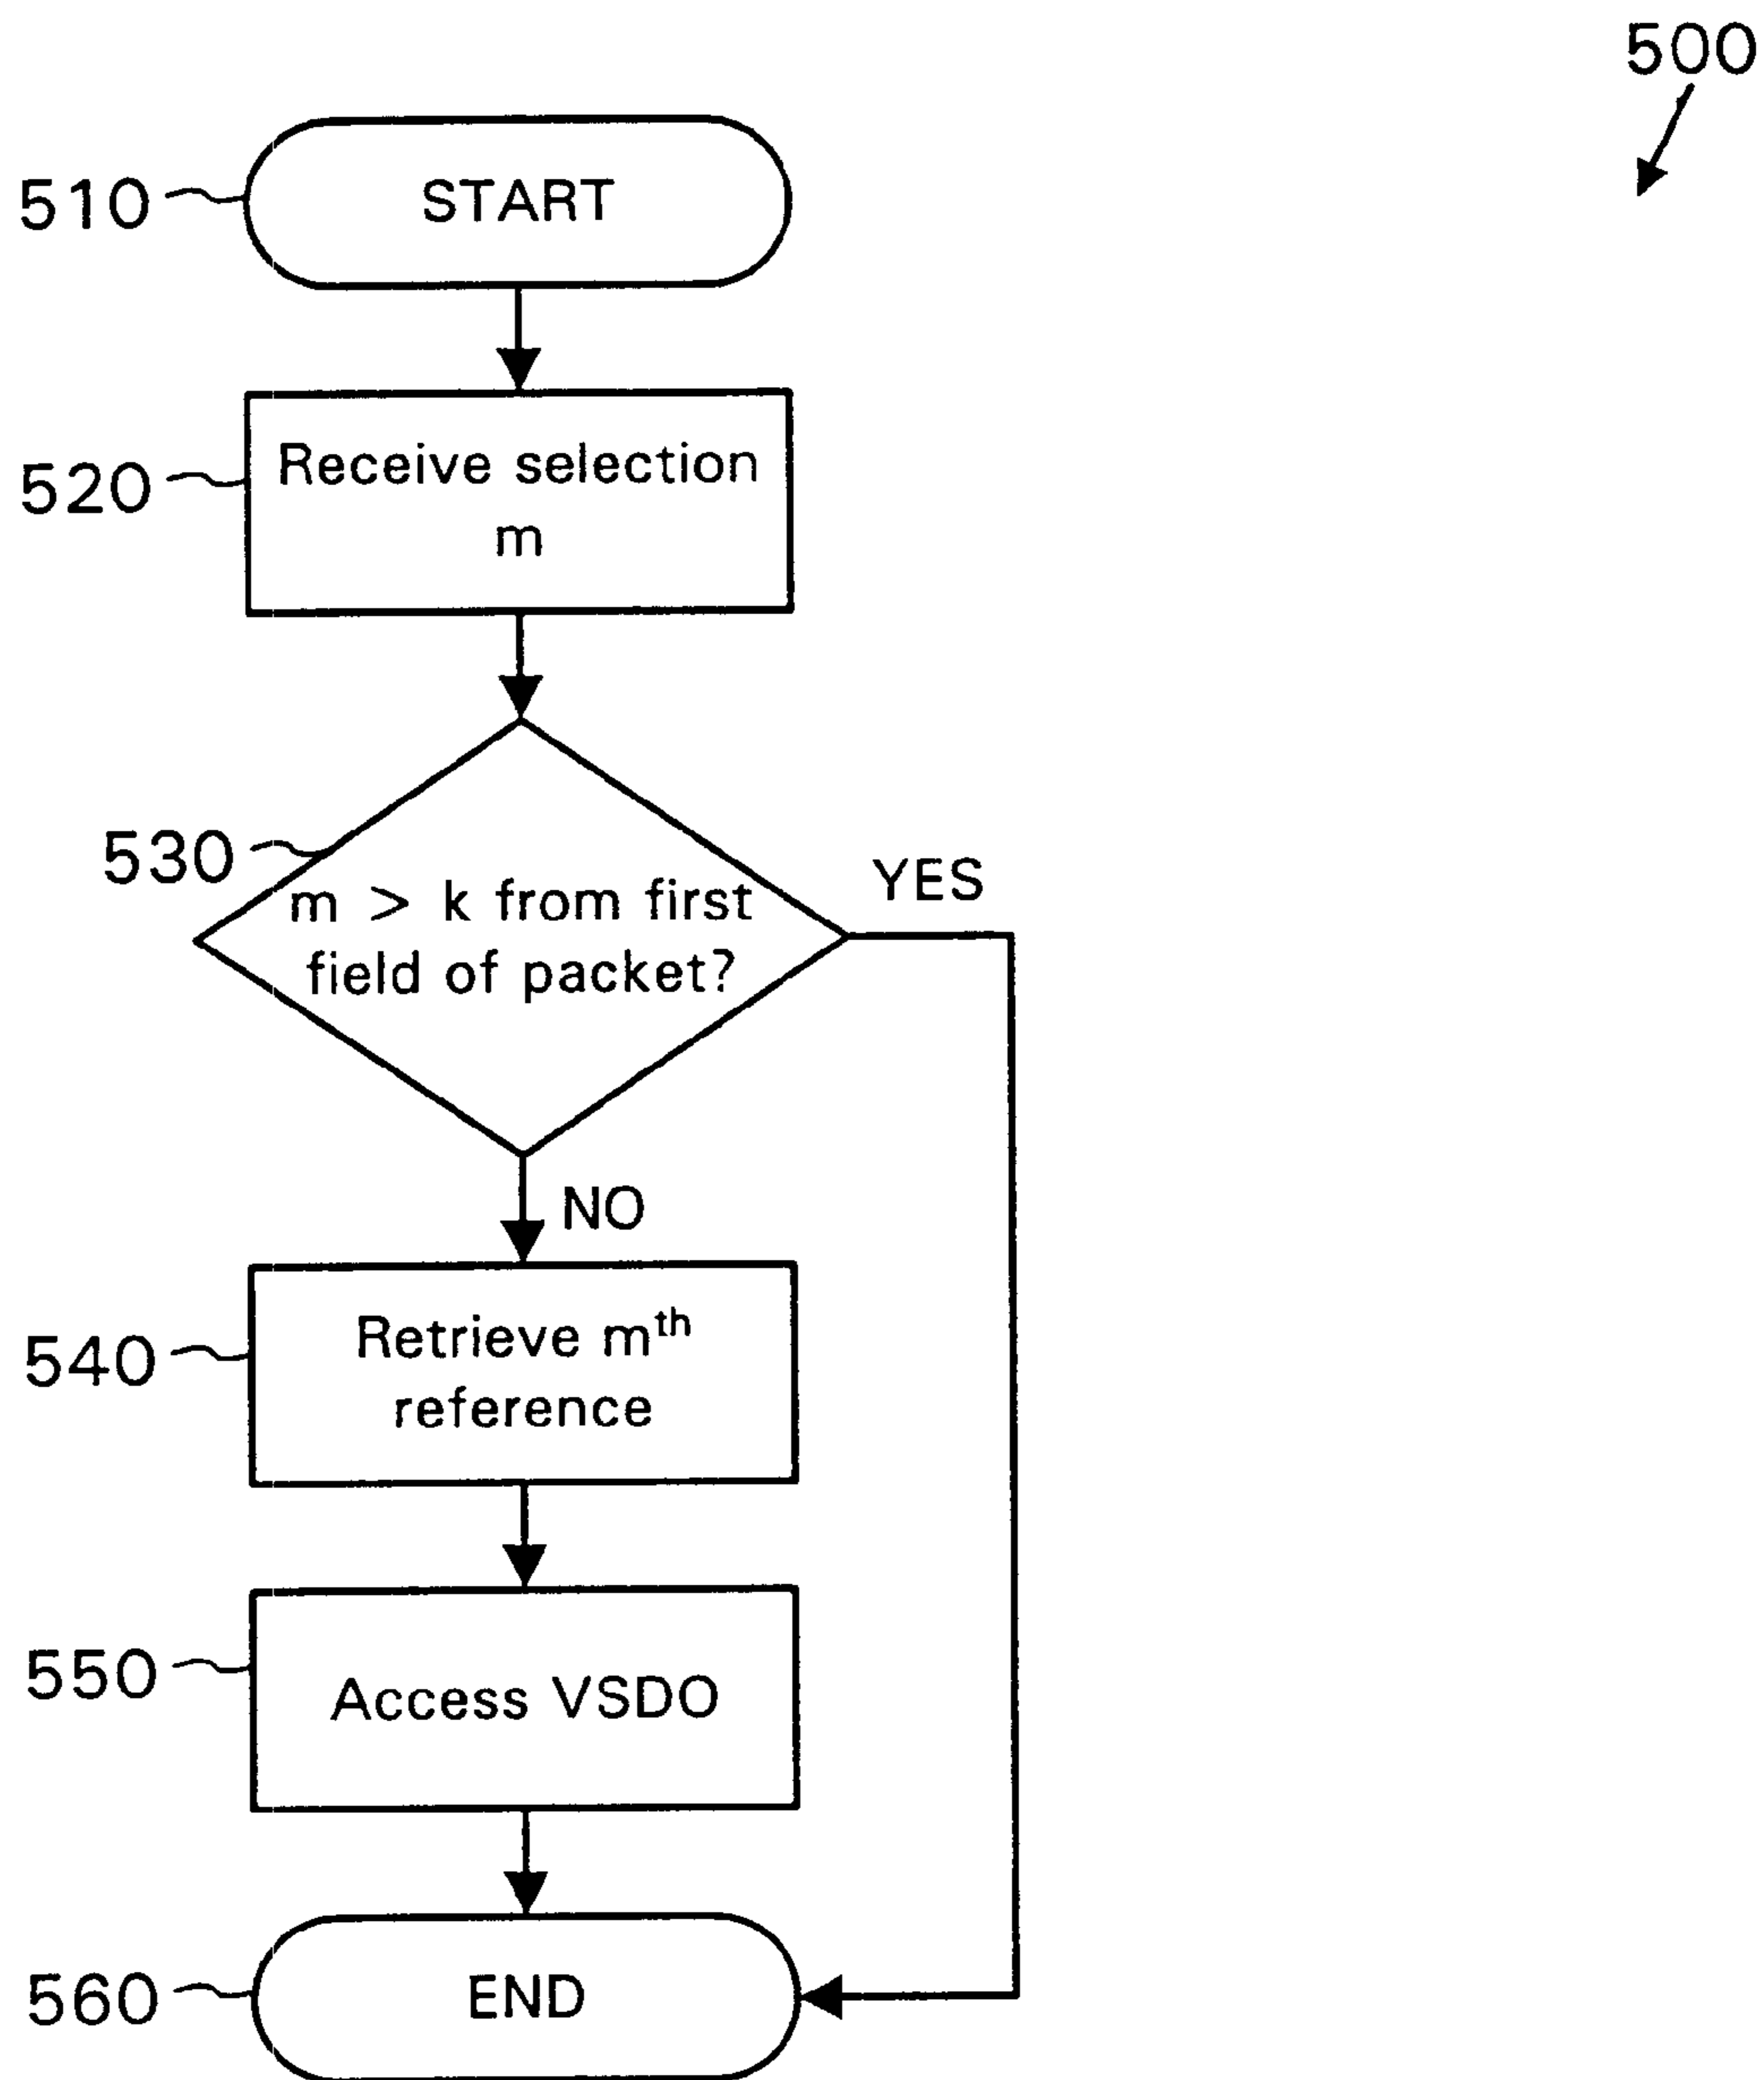 500
510
START
520
Receive selection
m
530
m > k from first
field of packet?
YES
NO
540
Retrieve mth
reference
550
Access VSDO
560
END